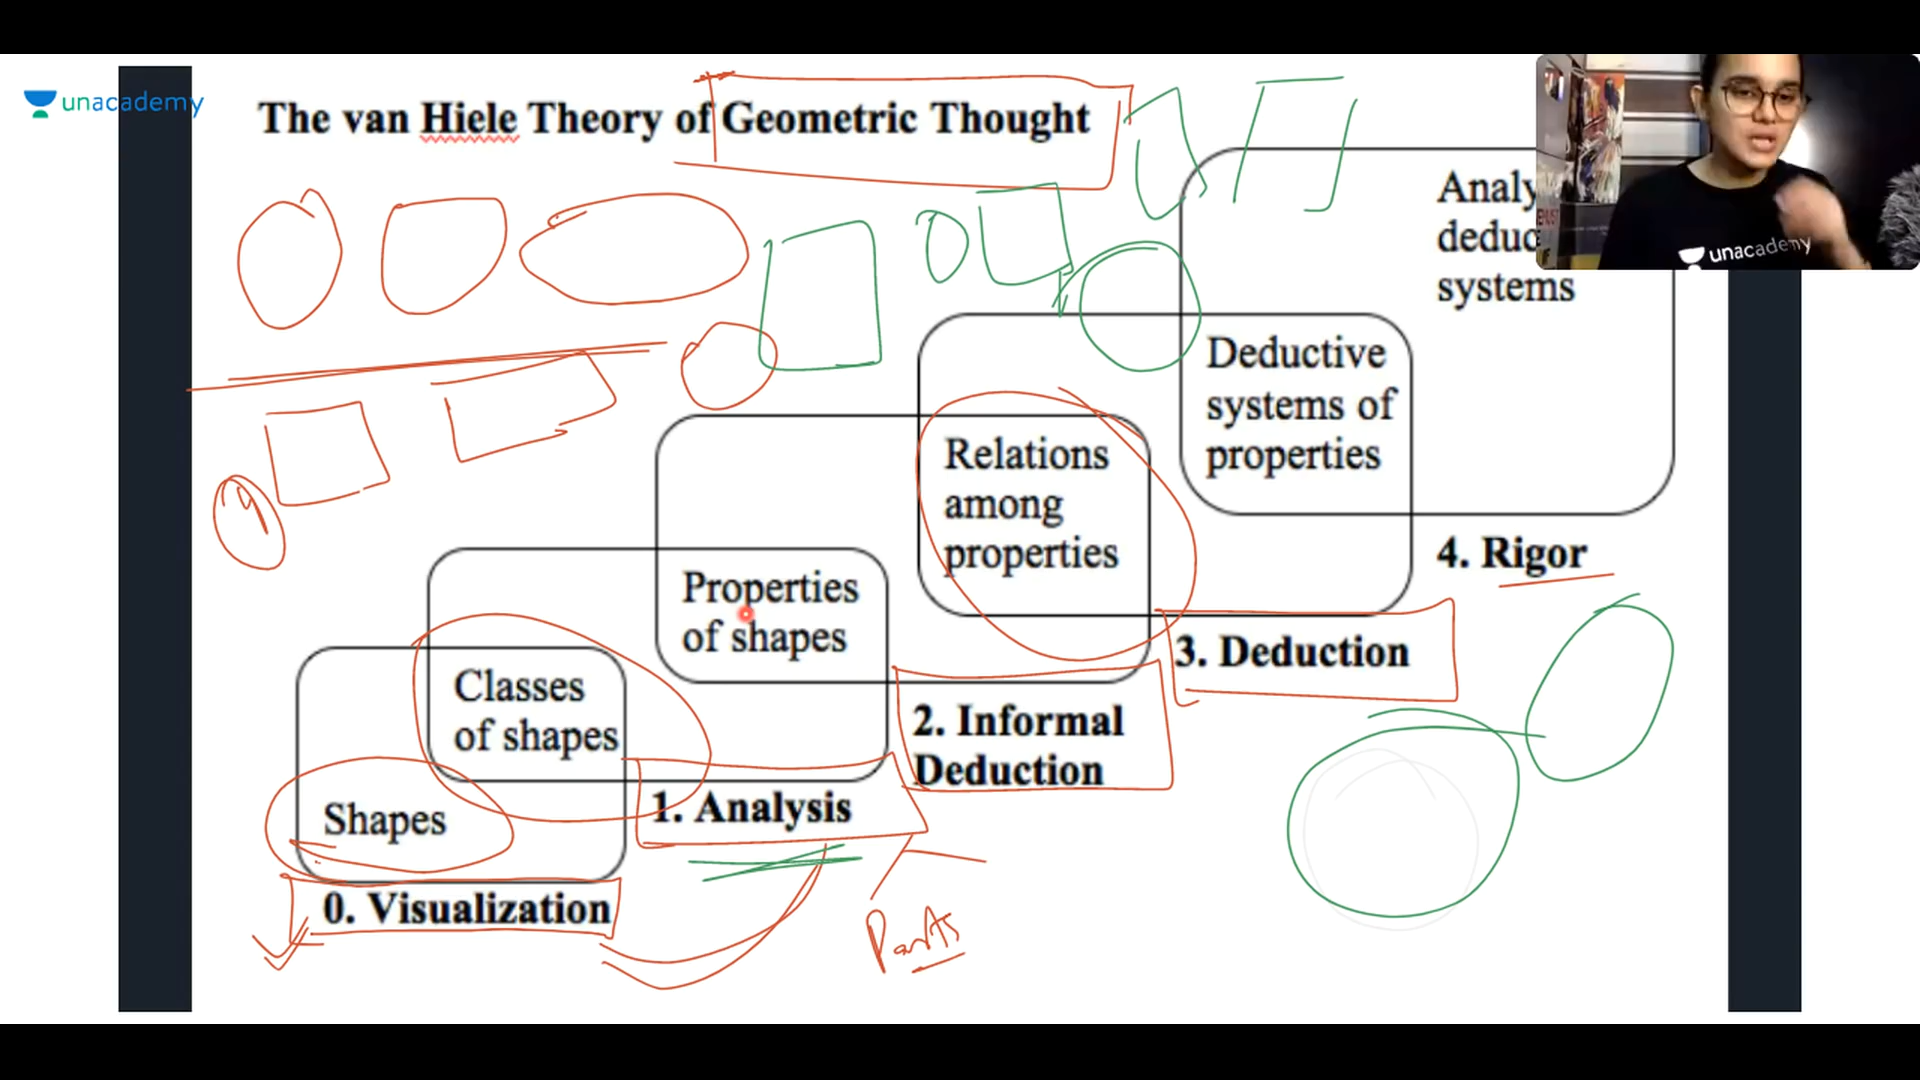 unacademy
The van Hiele Theory of Geometric Thought
Analy
deduc
systems
unacademy
Deductive
systems of
properties
Relations
among
properties
4. Rigor
Properties
of shapes
3. Deduction
Classes
of shapes
2. Informal
Deduction
Shapes
1. Analysis
0. Visualization
Parts